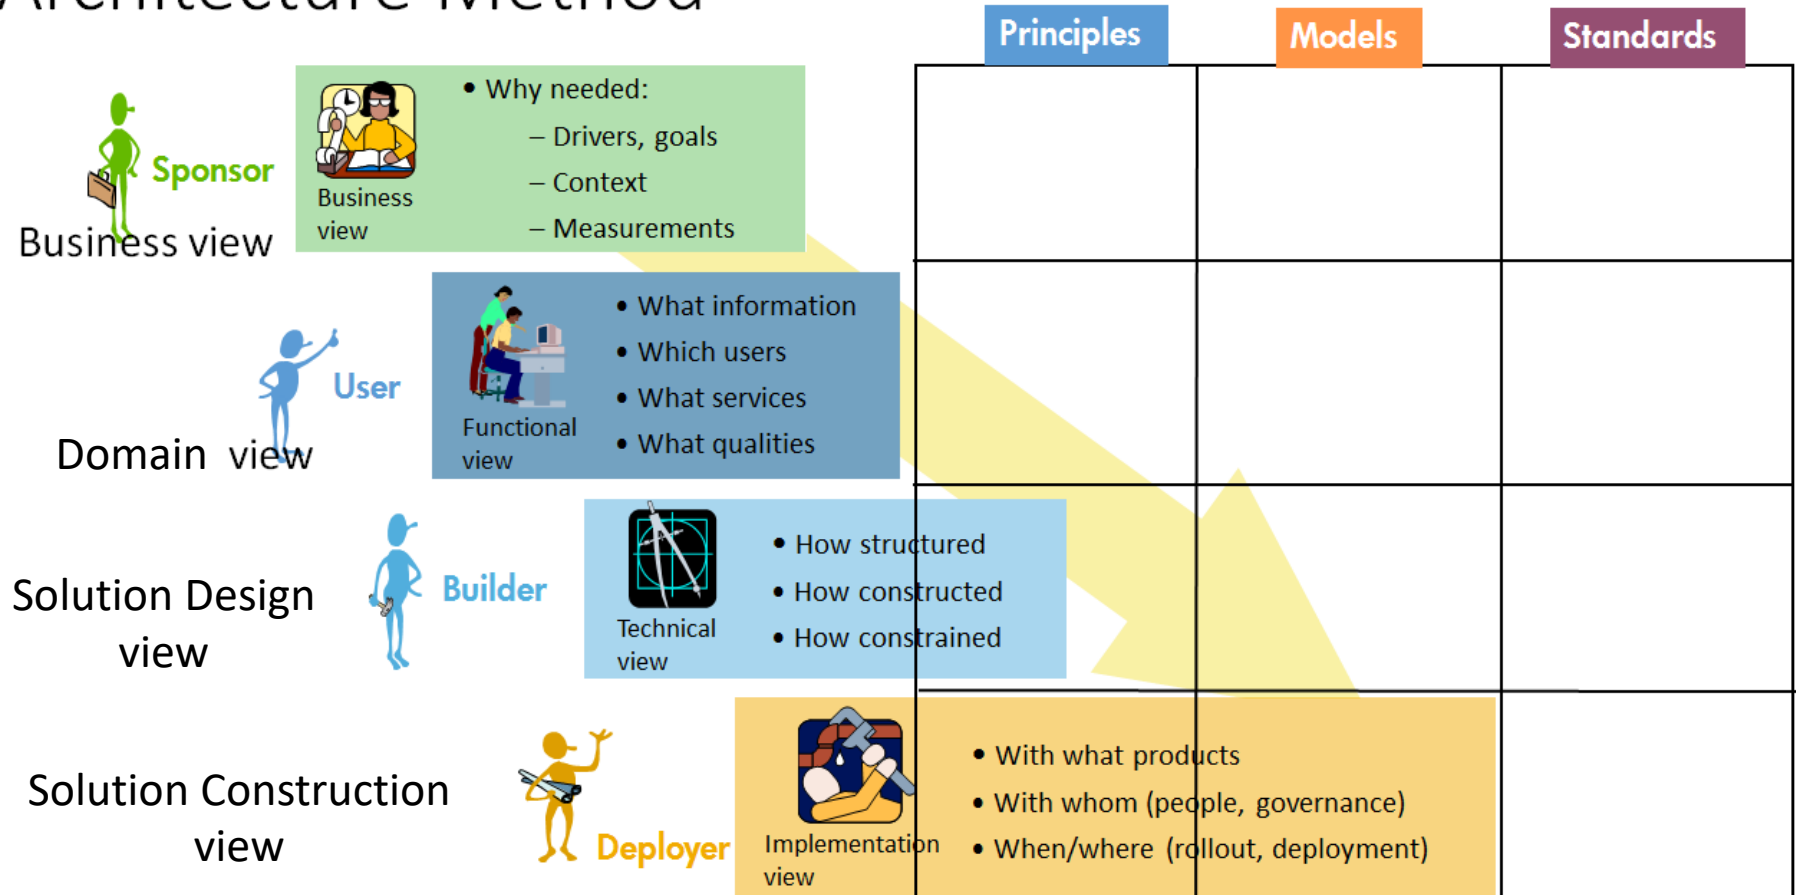 Architecture Method
Principles
Models
Standards
Sponsor
Business view
Business
view
• Why needed:
– Drivers, goals
– Context
– Measurements
User
Domain view
Functional
view
• What information
• Which users
• What services
• What qualities
Builder
Solution Design
view
Technical
view
• How structured
• How constructed
• How constrained
Deployer
Solution Construction
view
Implementation
view
• With what products
• With whom (people, governance)
• When/where (rollout, deployment)